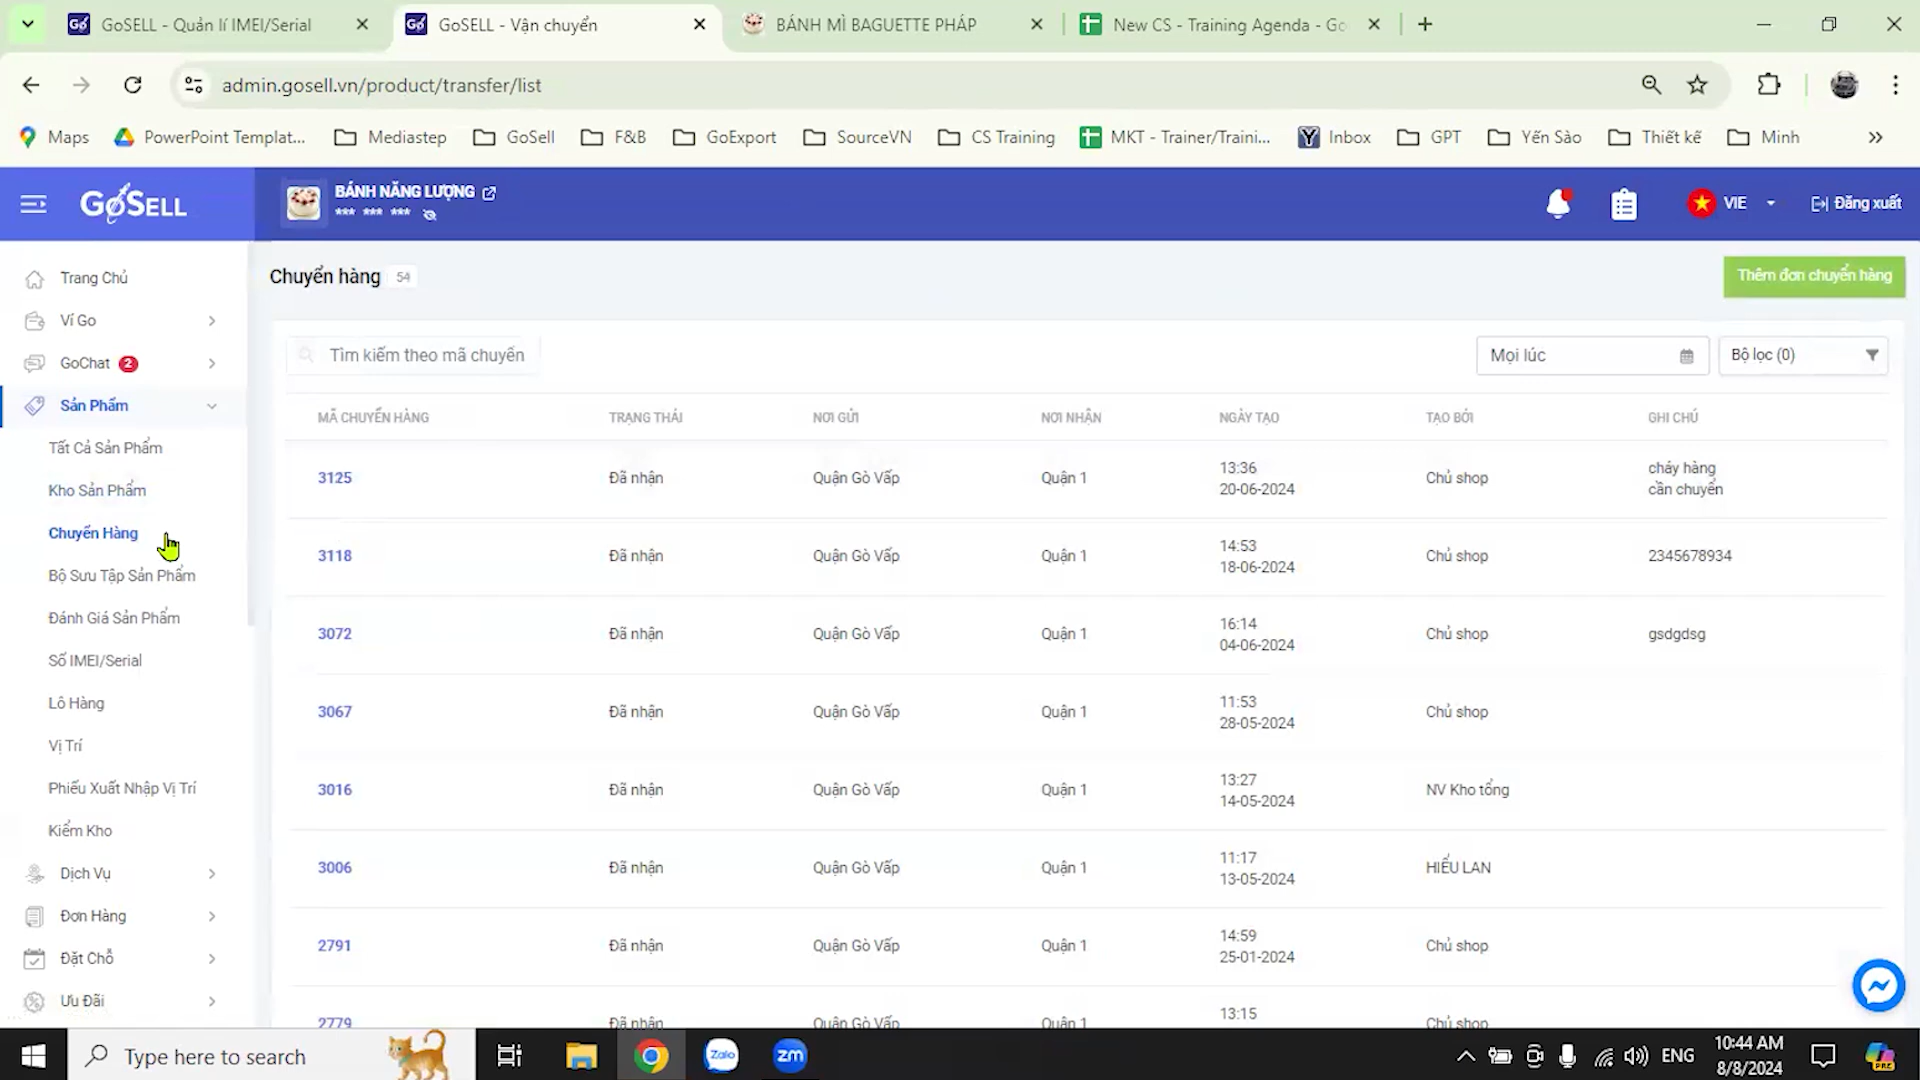 GoSELL - Quản lí IMEI/Serial
GoSELL - Vận chuyển
BÁNH MÌ BAGUETTE PHÁP
New CS - Training Agenda - Go
admin.gosell.vn/product/transfer/list
Maps
PowerPoint Templat...
Mediastep
GoSell
F&B
GoExport
SourceVN
CS Training
MKT - Trainer/Traini...
Inbox
GPT
Yến Sào
Thiết kế
Minh
»
GOSELL
BÁNH NĂNG LƯỢNG
*** *** ***
VIE
Đăng xuất
Trang Chủ
Ví Go
GoChat 2
Sản Phẩm
Tất Cả Sản Phẩm
Kho Sản Phẩm
Chuyển Hàng
Bộ Sưu Tập Sản Phẩm
Đánh Giá Sản Phẩm
Số IMEI/Serial
Lô Hàng
Vị Trí
Phiếu Xuất Nhập Vị Trí
Kiểm Kho
Dịch Vụ
Đơn Hàng
Đặt Chỗ
Ưu Đãi
Chuyển hàng 54
Thêm đơn chuyển hàng
Tìm kiếm theo mã chuyển
Mọi lúc
Bộ lọc (0)
MÃ CHUYỂN HÀNG TRẠNG THÁI NƠI GỬI NƠI NHẬN NGÀY TẠO TẠO BỞI GHI CHÚ
3125 Đã nhận Quận Gò Vấp Quận 1 13:36 20-06-2024 Chủ shop cháy hàng cần chuyển
3118 Đã nhận Quận Gò Vấp Quận 1 14:53 18-06-2024 Chủ shop 2345678934
3072 Đã nhận Quận Gò Vấp Quận 1 16:14 04-06-2024 Chủ shop gsdgdsg
3067 Đã nhận Quận Gò Vấp Quận 1 11:53 28-05-2024 Chủ shop
3016 Đã nhận Quận Gò Vấp Quận 1 13:27 14-05-2024 NV Kho tổng
3006 Đã nhận Quận Gò Vấp Quận 1 11:17 13-05-2024 HIẾU LAN
2791 Đã nhận Quận Gò Vấp Quận 1 14:59 25-01-2024 Chủ shop
2779 Đã nhận Quận Gò Vấp Quận 1 13:15 Chủ shop
Type here to search
Zalo
zm
ENG
10:44 AM
8/8/2024
PRE